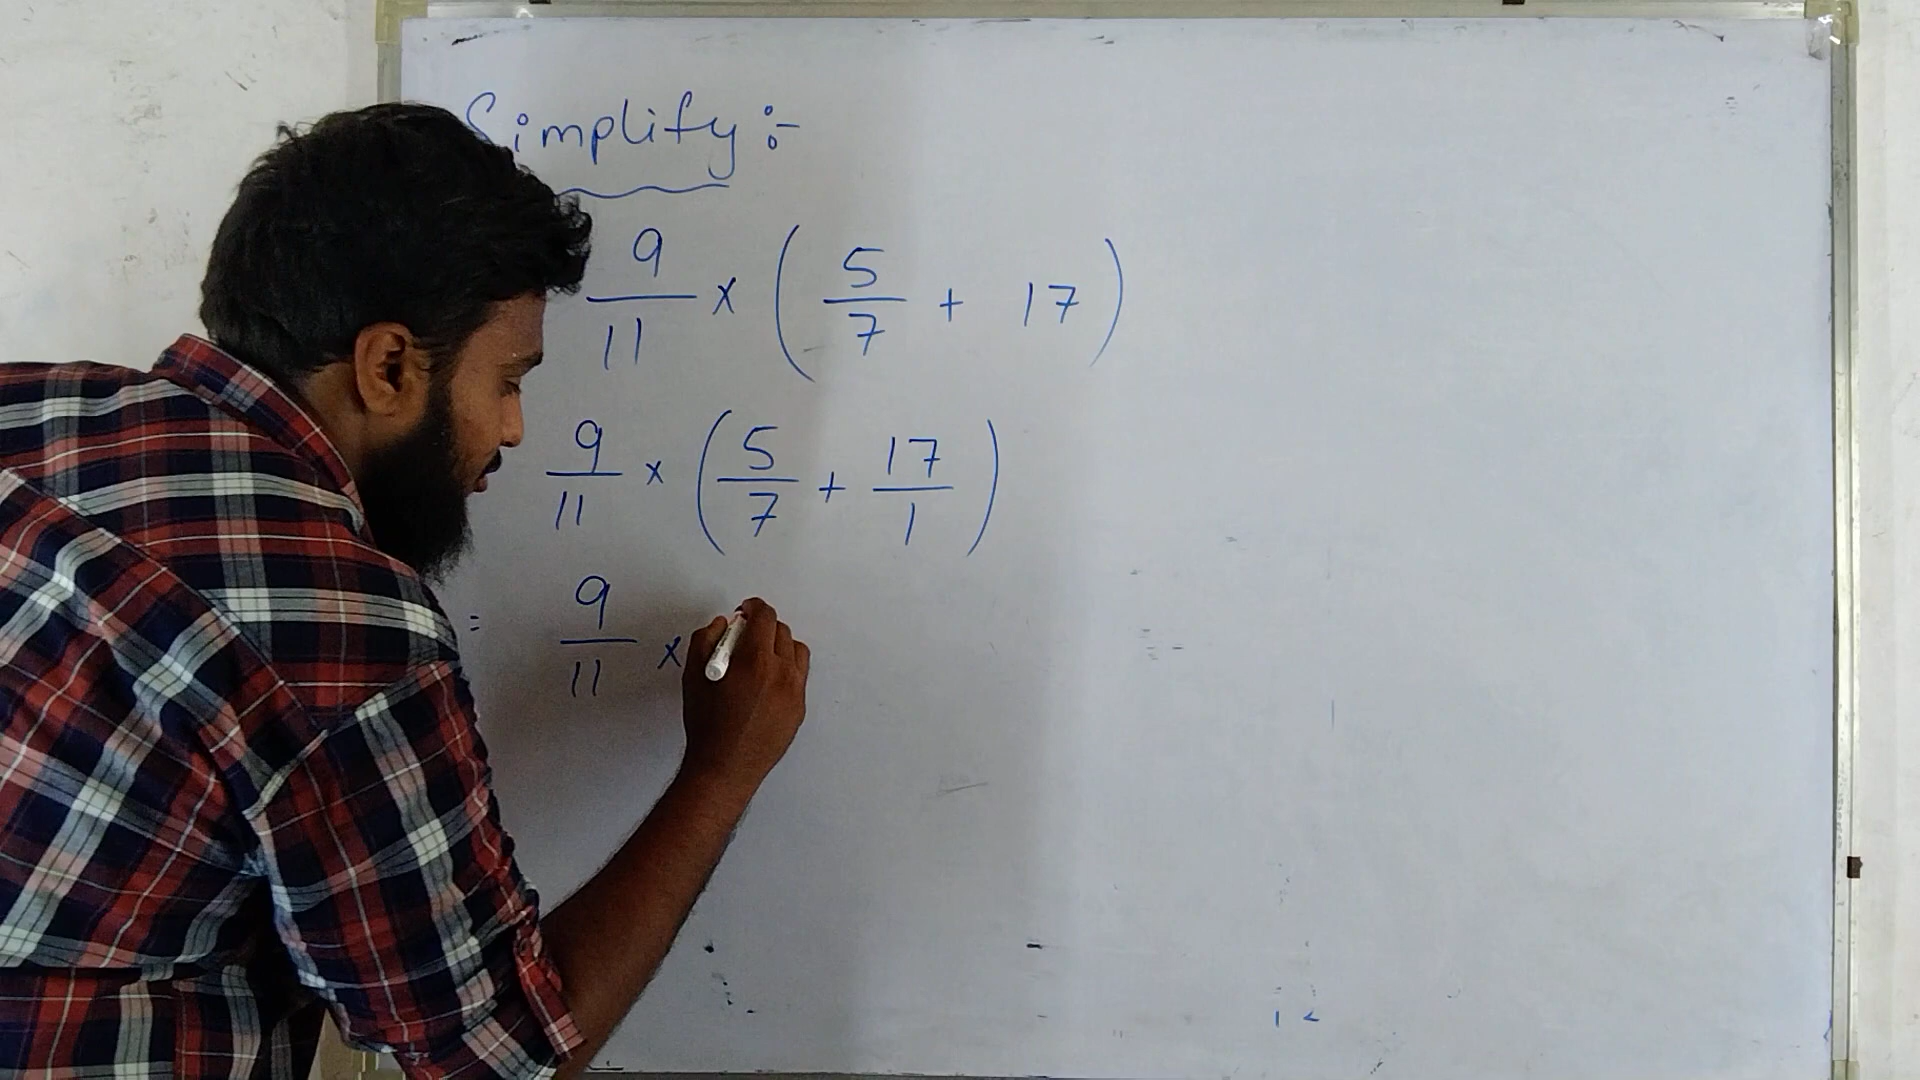 Simplify :-
9/11 × ( 5/7 + 17 )
9/11 × ( 5/7 + 17/1 )
= 9/11 ×